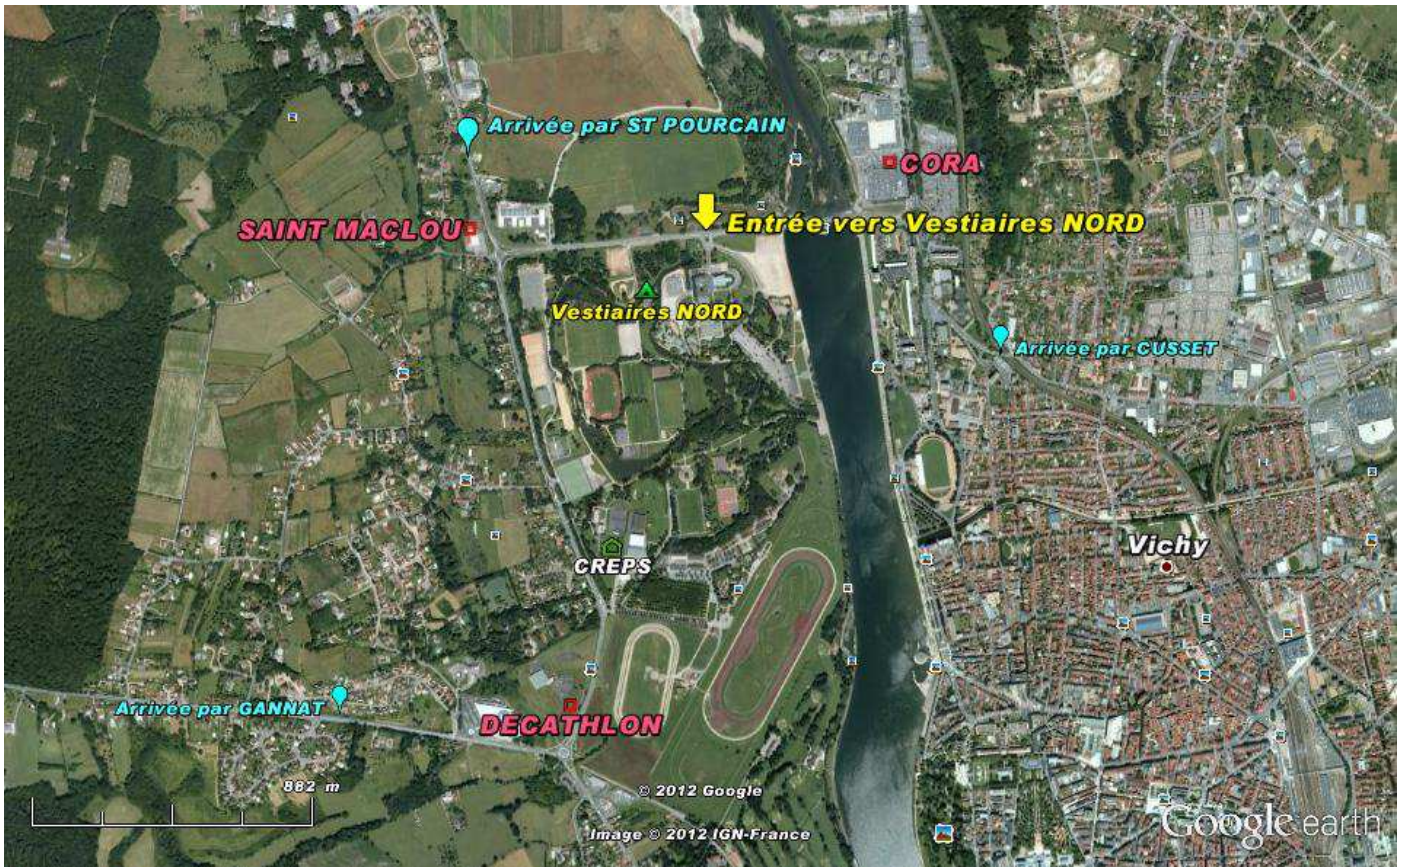 Arrivée par ST POURCAIN
CORA
SAINT MACLOU
Entrée vers Vestiaires NORD
Vestiaires NORD
Arrivée par CUSSET
Vichy
CREPS
Arrivée par GANNAT
DECATHLON
882 m
© 2012 Google
Image © 2012 IGN-France
Google earth